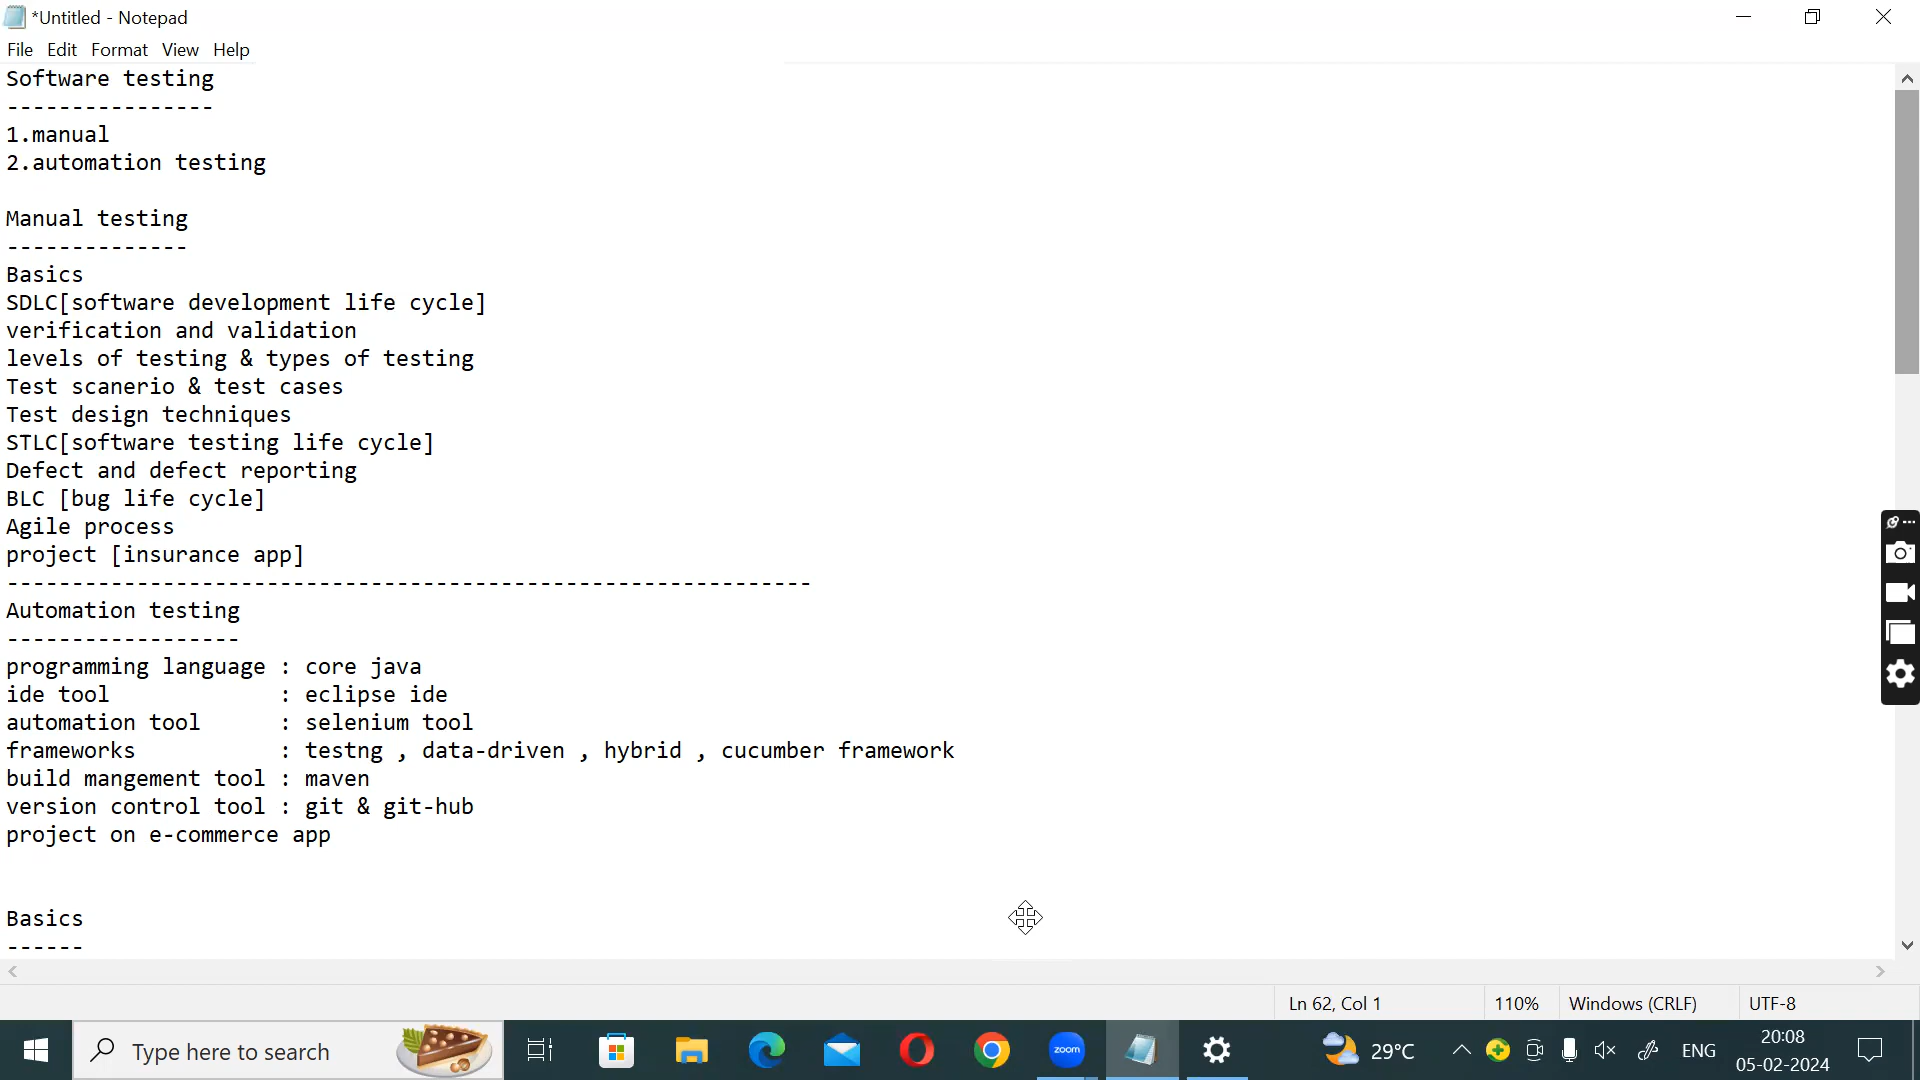 *Untitled - Notepad
File Edit Format View Help
Software testing
----------------
1.manual
2.automation testing
Manual testing
--------------
Basics
SDLC[software development life cycle]
verification and validation
levels of testing & types of testing
Test scanerio & test cases
Test design techniques
STLC[software testing life cycle]
Defect and defect reporting
BLC [bug life cycle]
Agile process
project [insurance app]
--------------------------------------------------------------
Automation testing
------------------
programming language : core java
ide tool : eclipse ide
automation tool : selenium tool
frameworks : testng , data-driven , hybrid , cucumber framework
build mangement tool : maven
version control tool : git & git-hub
project on e-commerce app
Basics
------
Ln 62, Col 1 110% Windows (CRLF) UTF-8
Type here to search zoom 29°C ENG 20:08
05-02-2024